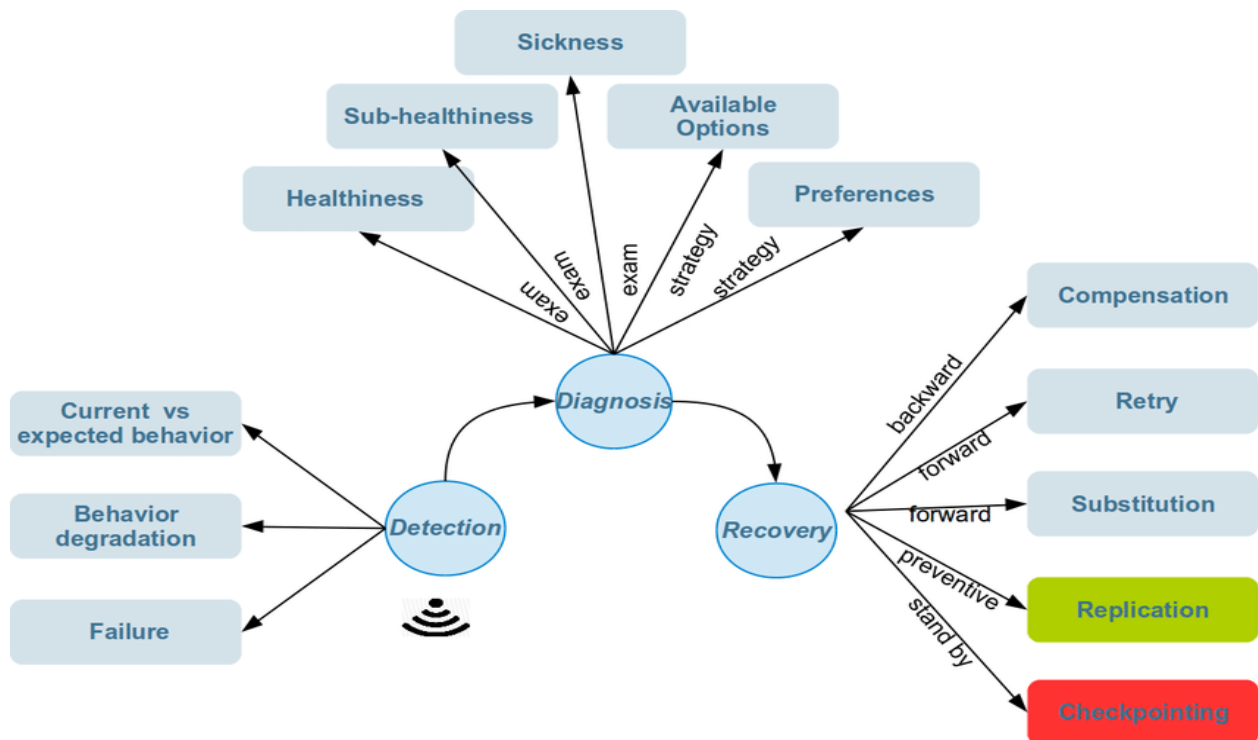 Sickness
Sub-healthiness
Available
Options
Healthiness
Preferences
exam
exam
exam
strategy
strategy
Compensation
backward
Diagnosis
Current vs
expected behavior
Retry
forward
Behavior
degradation
Detection
Recovery
Substitution
forward
preventive
Failure
Replication
stand by
Checkpointing